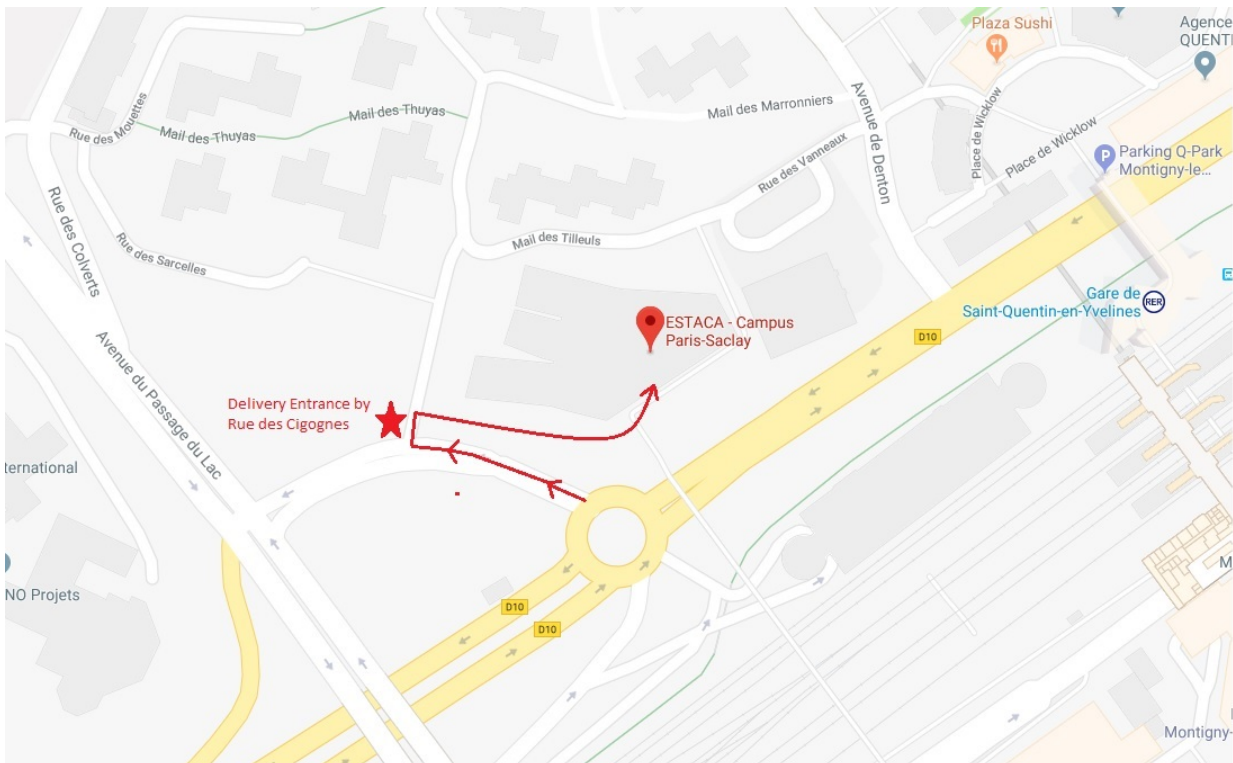 Plaza Sushi
Agence
QUENTI
Avenue de Denton
Mail des Marronniers
Rue des Mouettes
Mail des Thuyas
Mail des Thuyas
Place de Wicklow
Place de Wicklow
Parking Q-Park
Montigny-le...
Rue des Vanneaux
Rue des Colverts
Rue des Sarcelles
Mail des Tilleuls
Gare de
Saint-Quentin-en-Yvelines
RER
ESTACA - Campus
Paris-Saclay
D10
Avenue du Passage du Lac
Delivery Entrance by
Rue des Cigognes
ternational
NO Projets
D10
D10
M
Montigny-